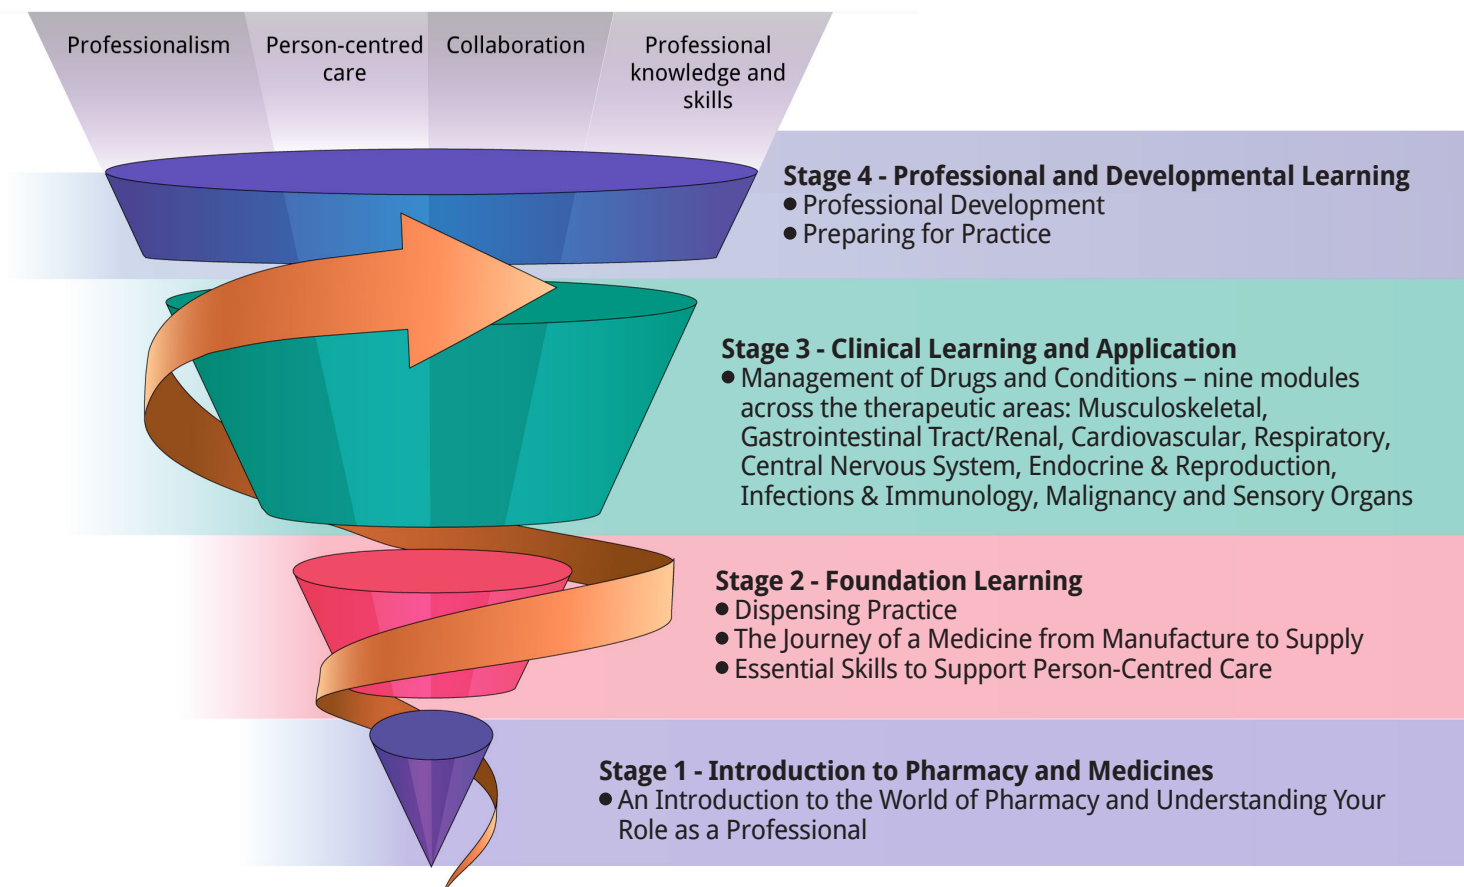 Professionalism
Person-centred
care
Collaboration
Professional
knowledge and
skills
Stage 4 - Professional and Developmental Learning
● Professional Development
● Preparing for Practice
Stage 3 - Clinical Learning and Application
● Management of Drugs and Conditions – nine modules
across the therapeutic areas: Musculoskeletal,
Gastrointestinal Tract/Renal, Cardiovascular, Respiratory,
Central Nervous System, Endocrine & Reproduction,
Infections & Immunology, Malignancy and Sensory Organs
Stage 2 - Foundation Learning
● Dispensing Practice
● The Journey of a Medicine from Manufacture to Supply
● Essential Skills to Support Person-Centred Care
Stage 1 - Introduction to Pharmacy and Medicines
● An Introduction to the World of Pharmacy and Understanding Your
Role as a Professional